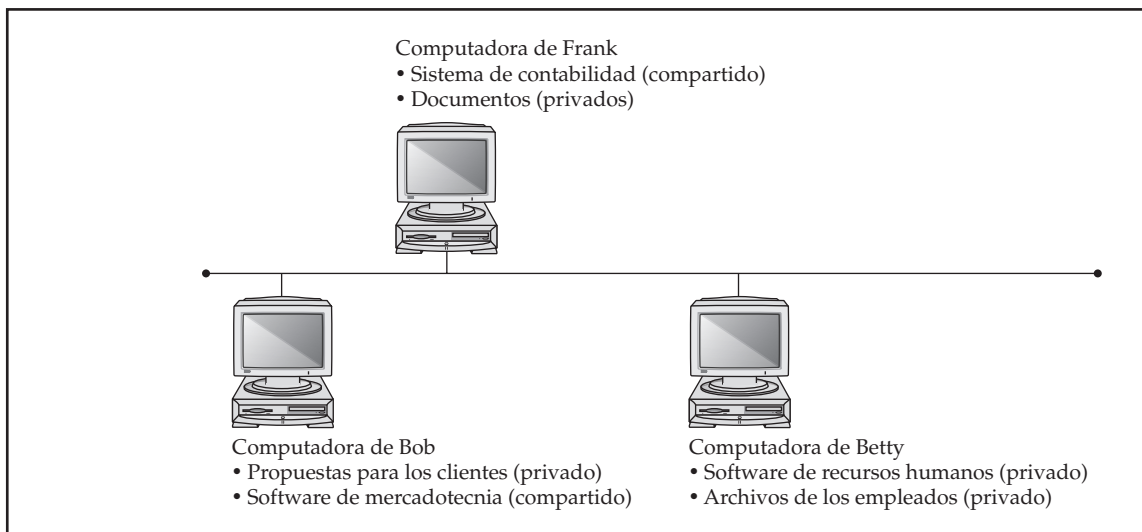 Computadora de Frank
• Sistema de contabilidad (compartido)
• Documentos (privados)
Computadora de Bob
• Propuestas para los clientes (privado)
• Software de mercadotecnia (compartido)
Computadora de Betty
• Software de recursos humanos (privado)
• Archivos de los empleados (privado)